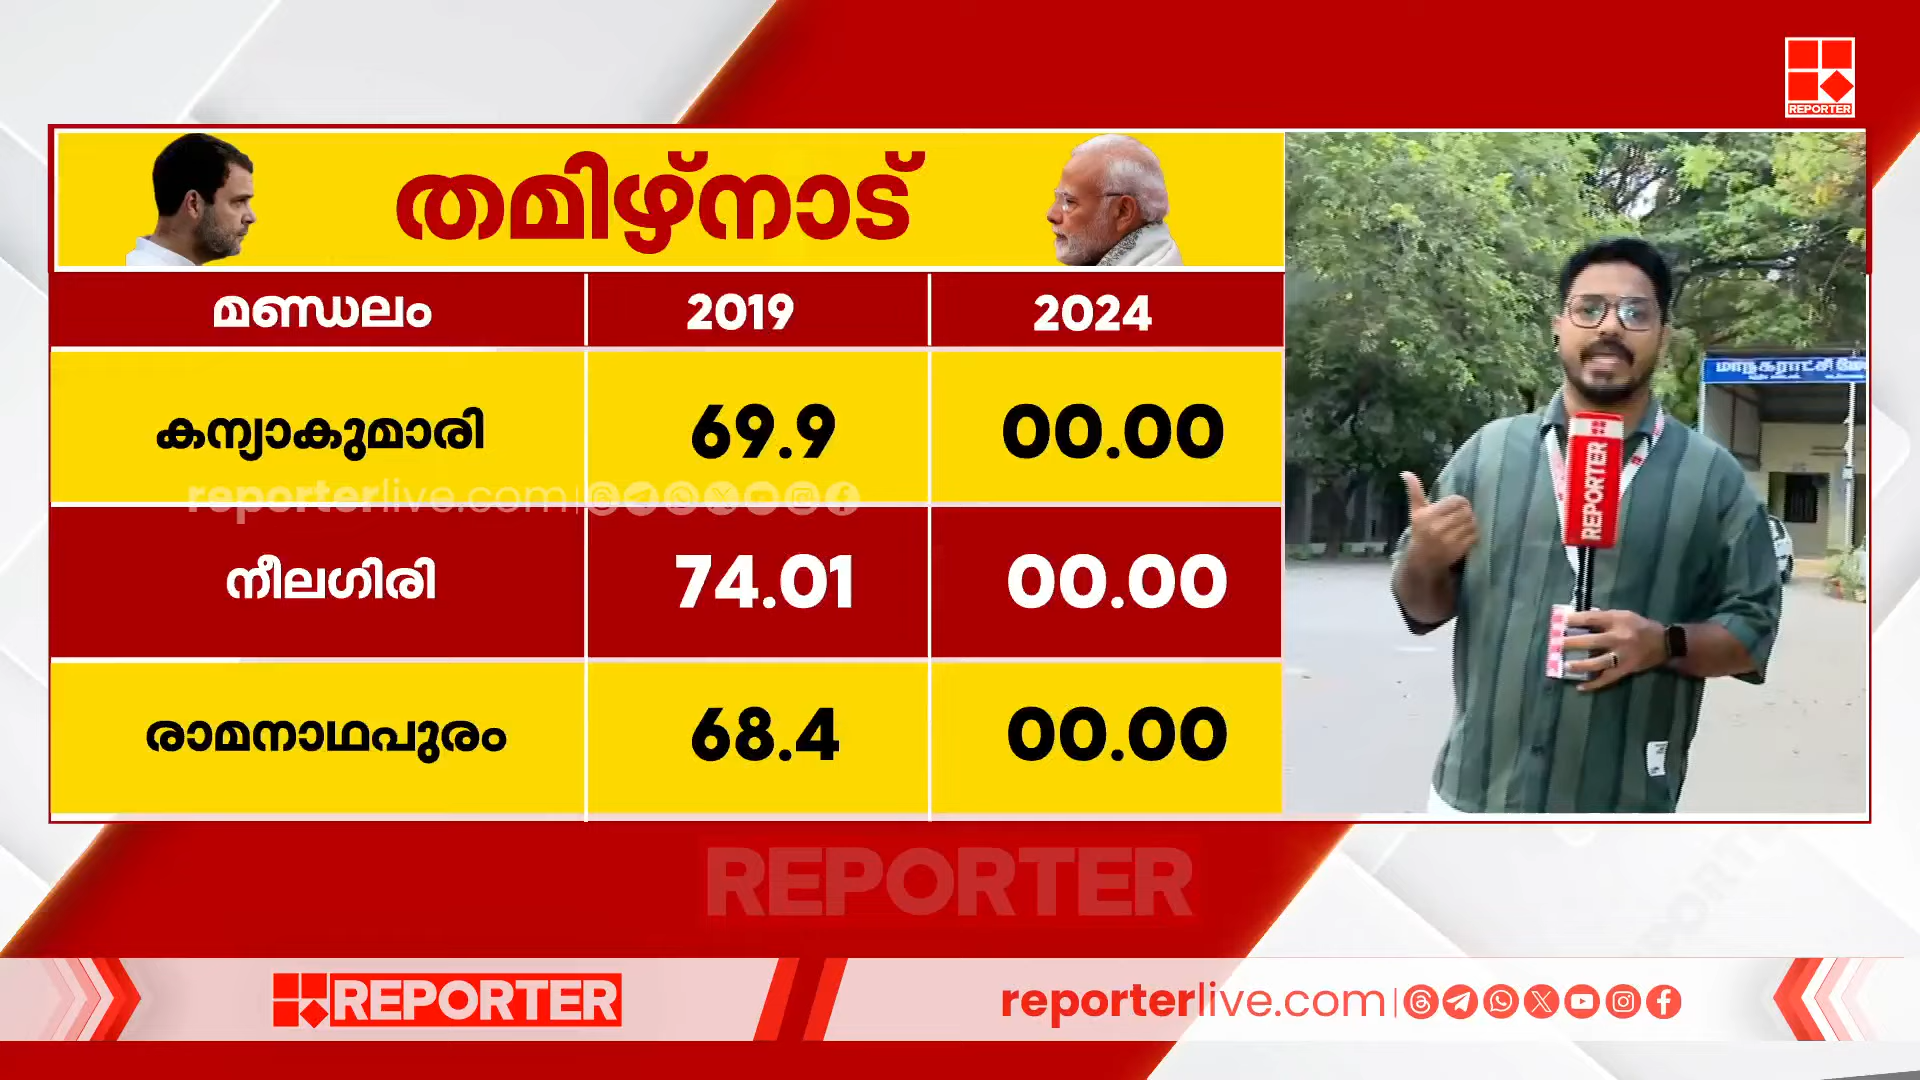 REPORTER
തമിഴ്നാട്
മണ്ഡലം 2019 2024
കന്യാകുമാരി 69.9 00.00
reporterlive.com
നീലഗിരി 74.01 00.00
രാമനാഥപുരം 68.4 00.00
மாநகராட்சி
REPORTER
REPORTER
REPORTER
reporterlive.com